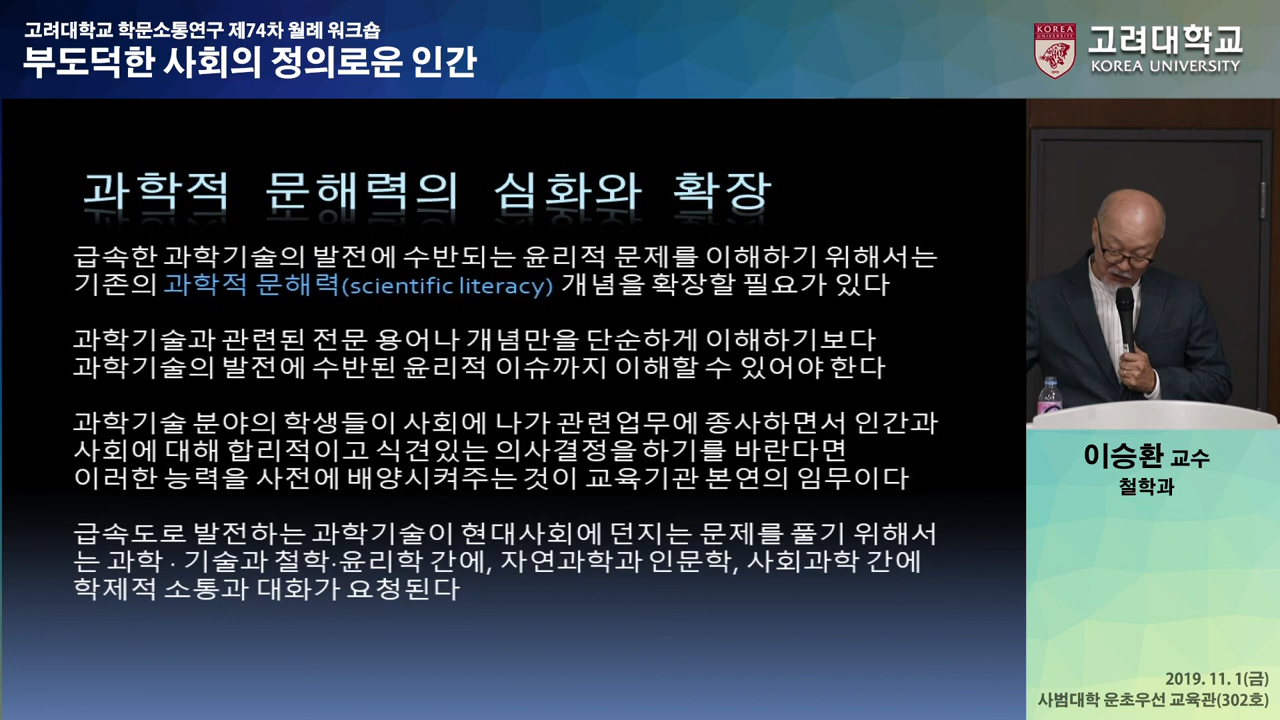 고려대학교 학문소통연구 제74차 월례 워크숍
부도덕한 사회의 정의로운 인간
KOREA
UNIVERSITY
고려대학교
KOREA UNIVERSITY
과학적 문해력의 심화와 확장
급속한 과학기술의 발전에 수반되는 윤리적 문제를 이해하기 위해서는
기존의 과학적 문해력(scientific literacy) 개념을 확장할 필요가 있다
과학기술과 관련된 전문 용어나 개념만을 단순하게 이해하기보다
과학기술의 발전에 수반된 윤리적 이슈까지 이해할 수 있어야 한다
과학기술 분야의 학생들이 사회에 나가 관련업무에 종사하면서 인간과
사회에 대해 합리적이고 식견있는 의사결정을 하기를 바란다면
이러한 능력을 사전에 배양시켜주는 것이 교육기관 본연의 임무이다
급속도로 발전하는 과학기술이 현대사회에 던지는 문제를 풀기 위해서
는 과학 · 기술과 철학·윤리학 간에, 자연과학과 인문학, 사회과학 간에
학제적 소통과 대화가 요청된다
이승환 교수
철학과
2019. 11. 1(금)
사범대학 운초우선 교육관(302호)